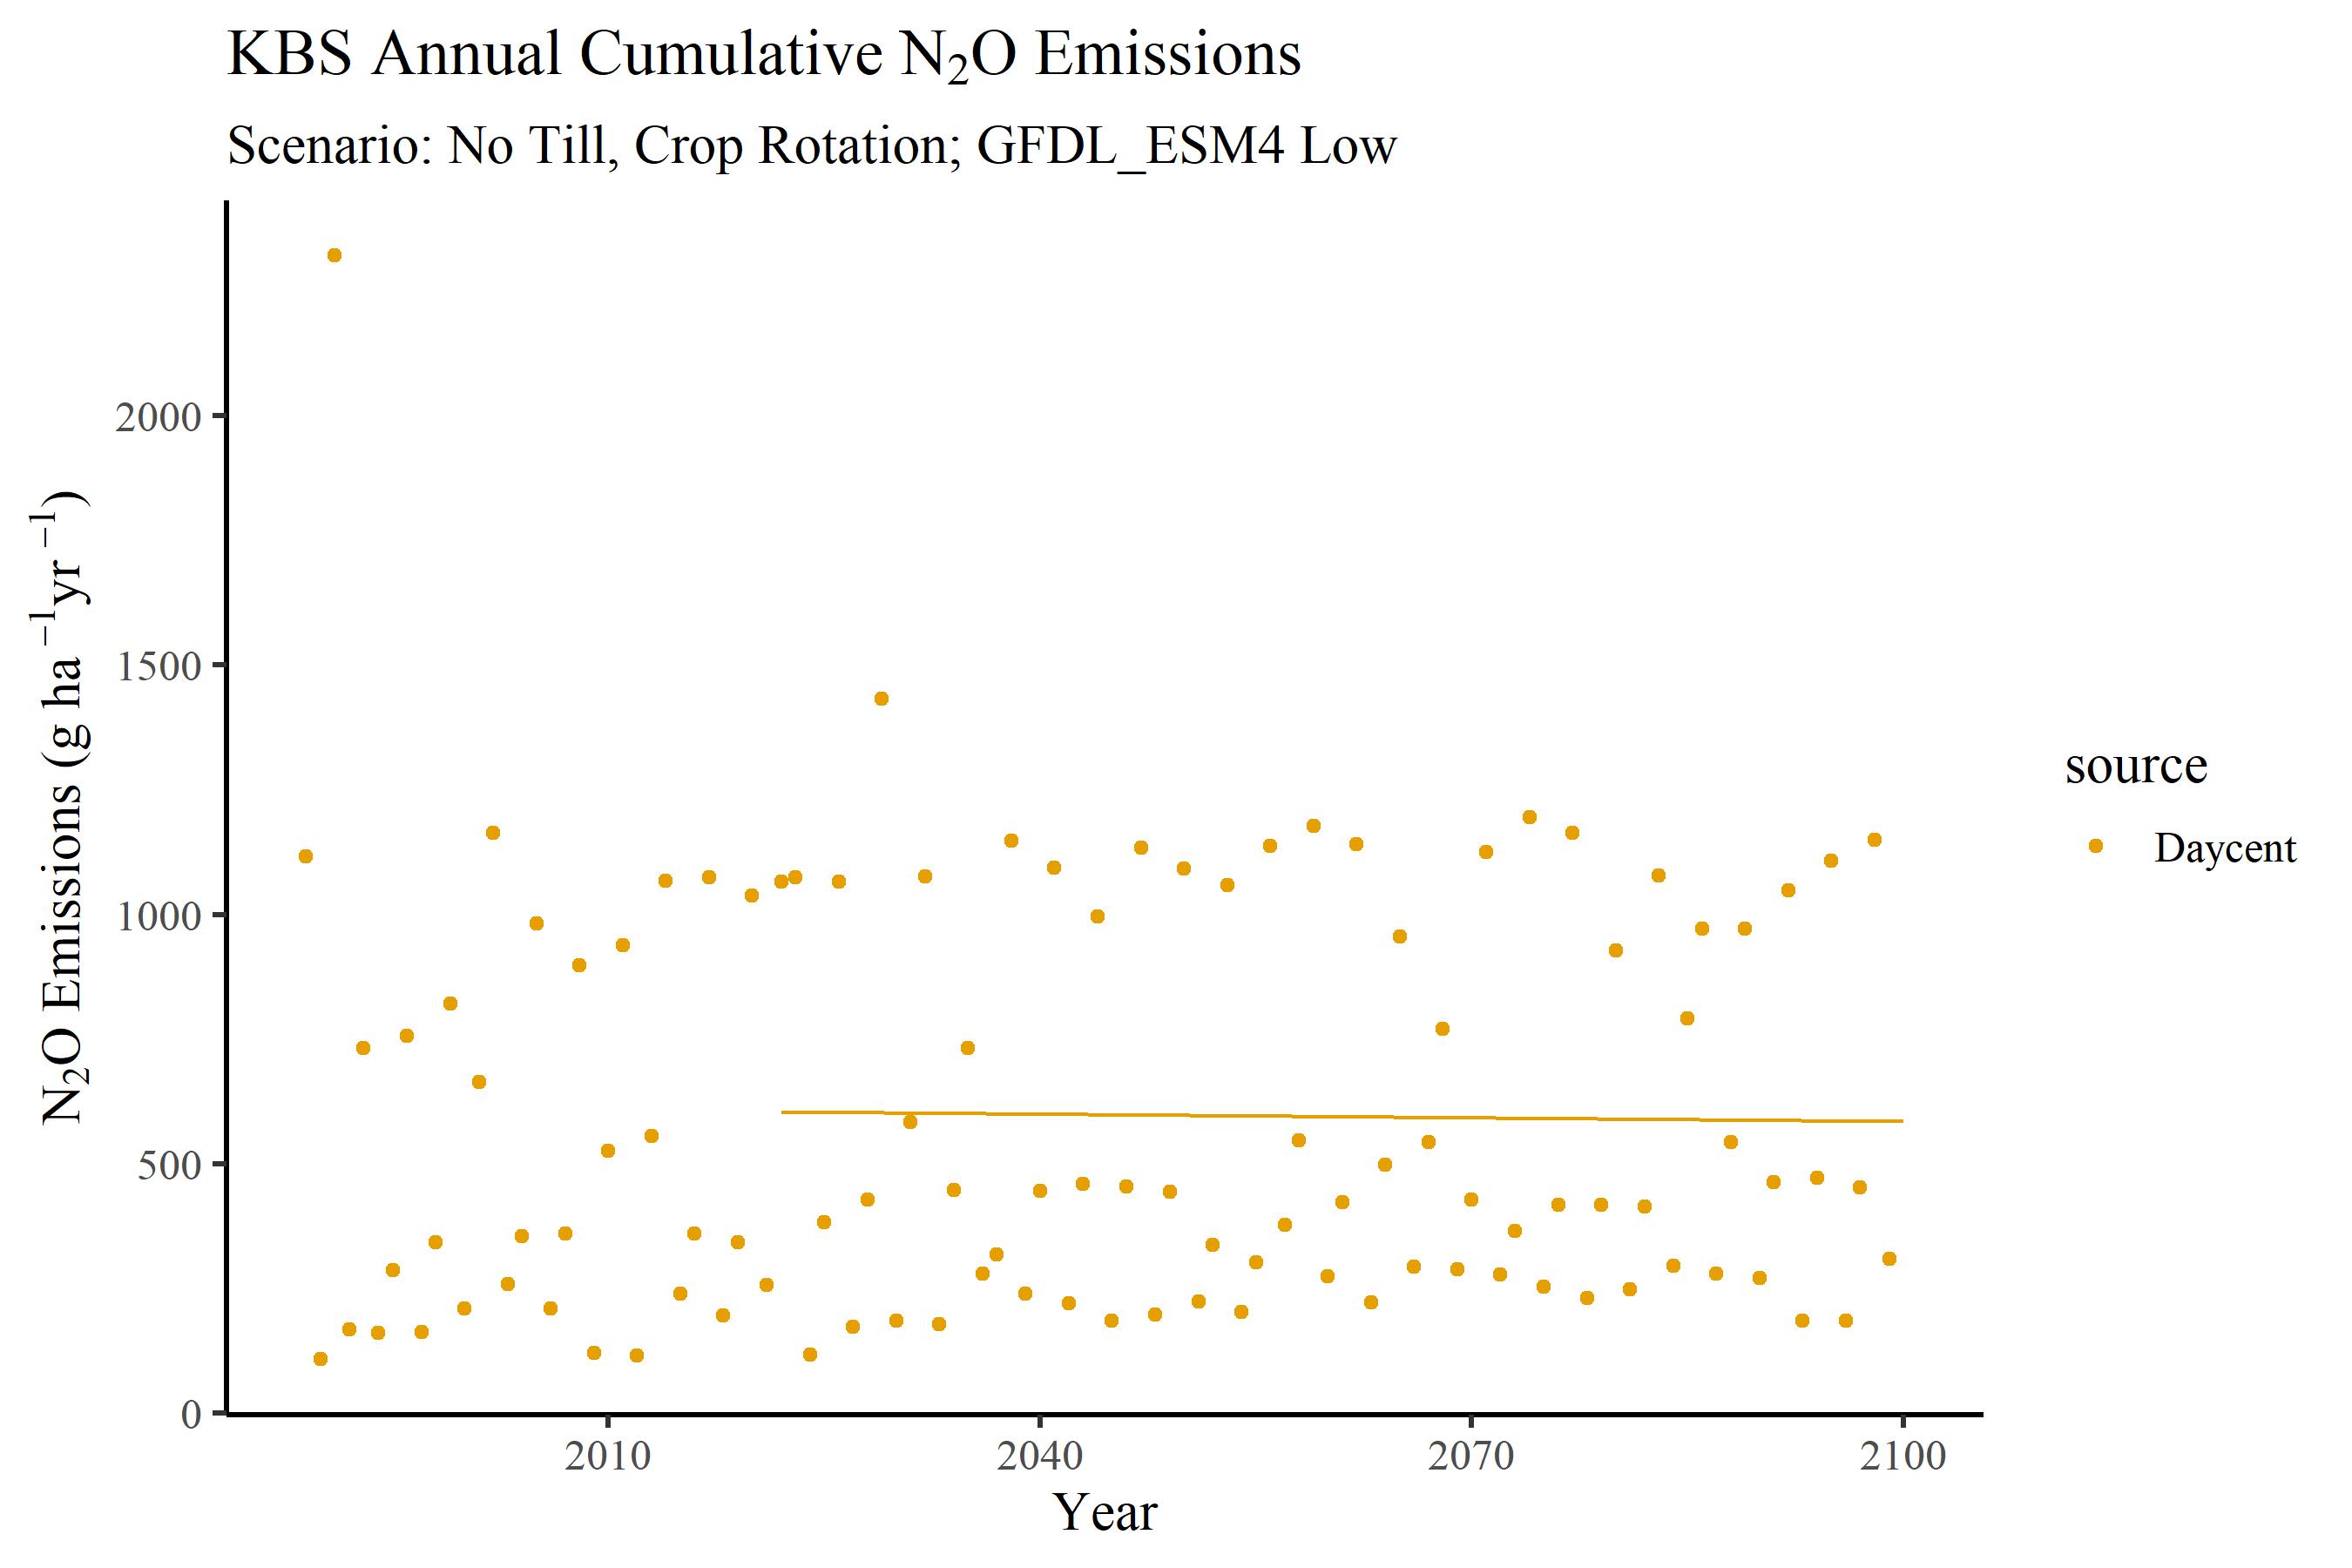 KBS Annual Cumulative N₂O Emissions
Scenario: No Till, Crop Rotation; GFDL_ESM4 Low
N₂O Emissions (g ha ⁻¹yr ⁻¹)
2000
1500
1000
500
0
2010 2040 2070 2100
Year
source
Daycent